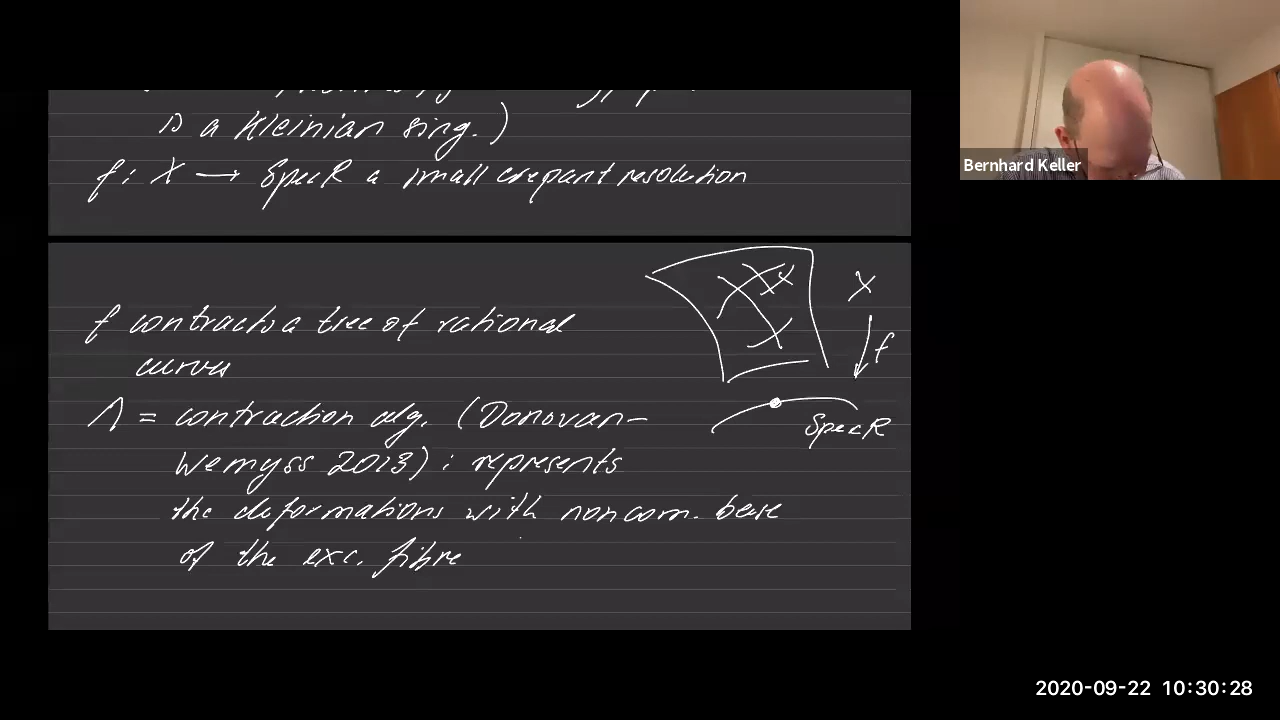 is a Kleinian sing.)
f : X → Spec R a small crepant resolution
f contracts a tree of rational
curves
X
f
Spec R
Λ = contraction alg. (Donovan-
Wemyss 2013) : represents
the deformations with noncom. base
of the exc. fibre
Bernhard Keller
2020-09-22 10:30:28